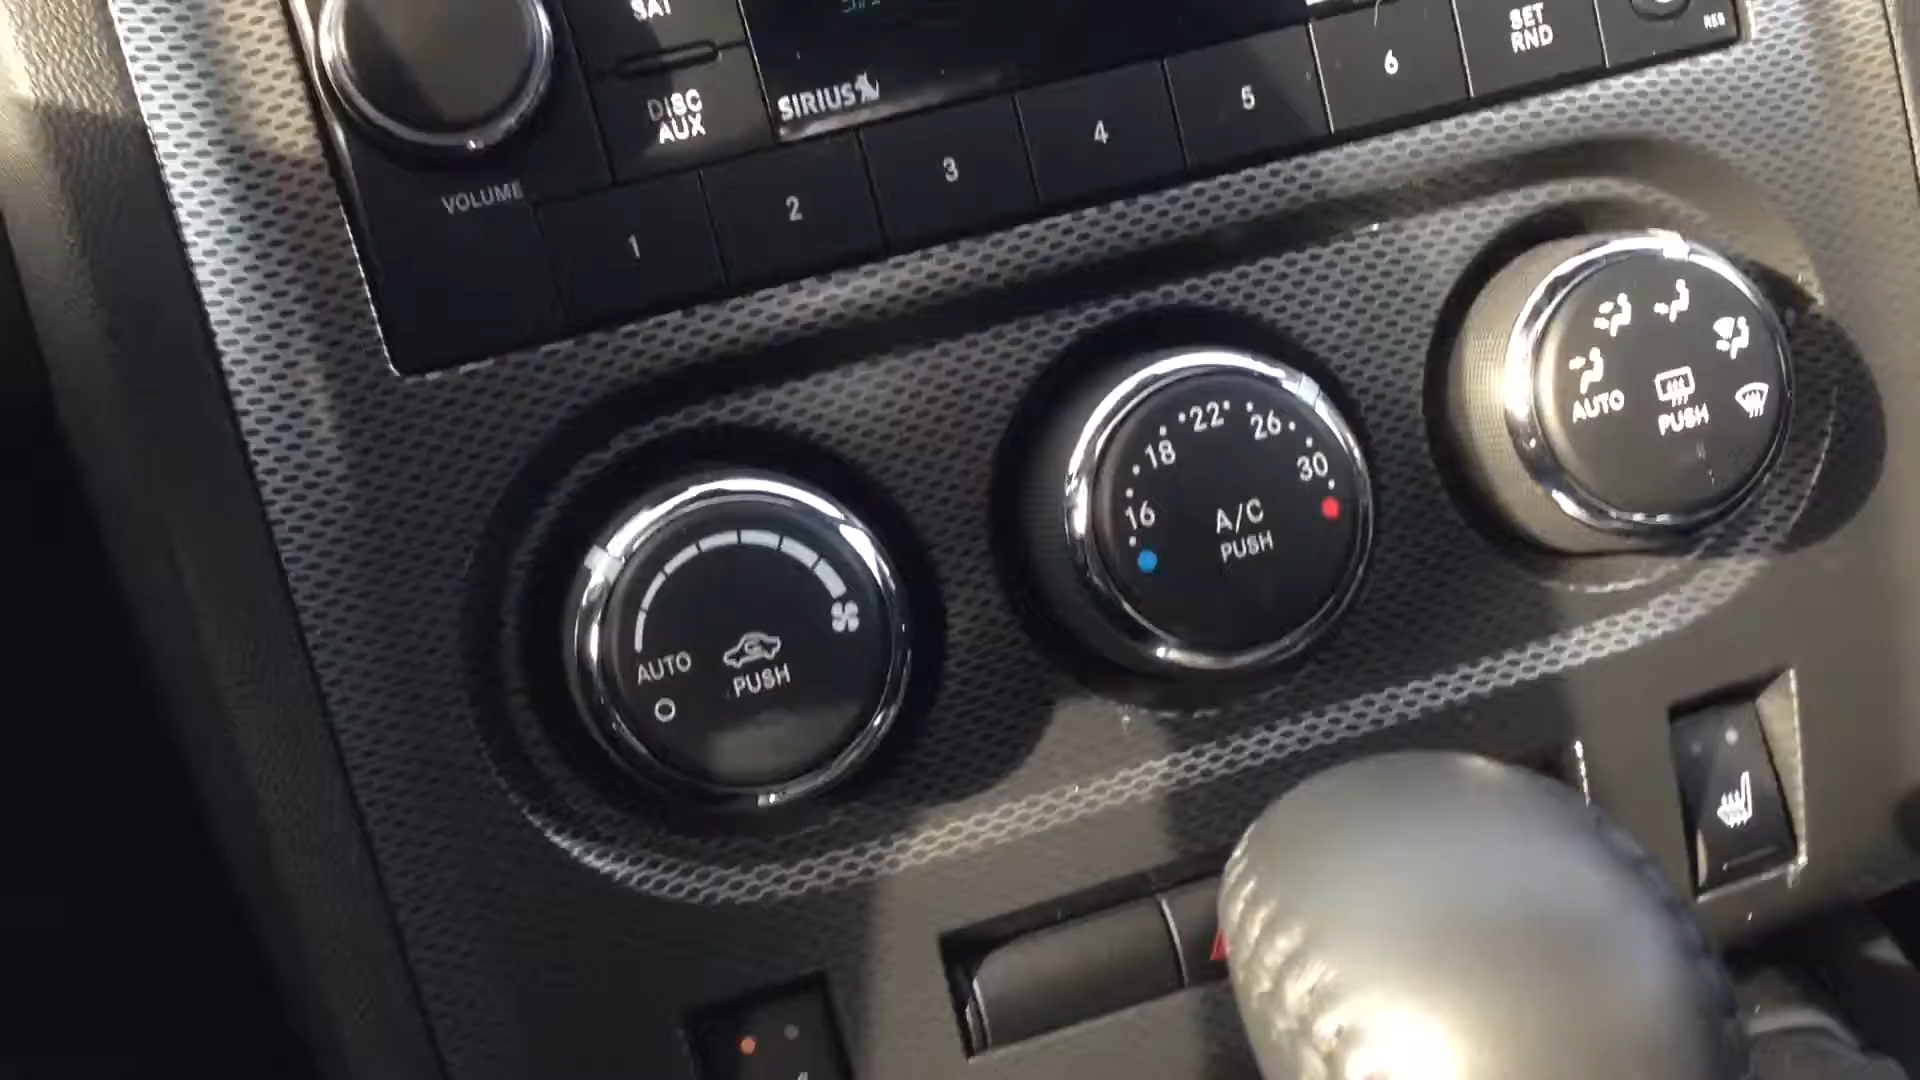 SAT
DISC
AUX
SIRIUS
SET
RND
RES
VOLUME
1
2
3
4
5
6
AUTO
PUSH
16
18
22
26
30
A/C
PUSH
AUTO
PUSH